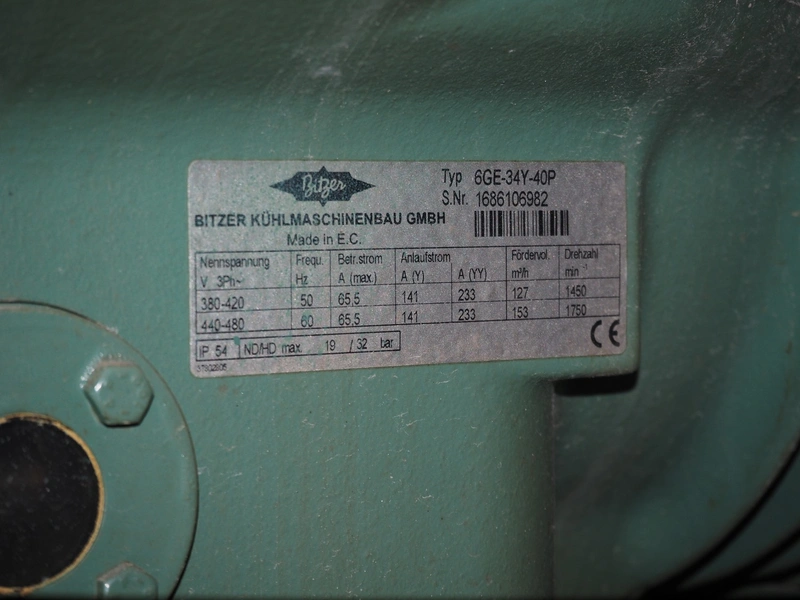 Bitzer
Typ 6GE-34Y-40P
S.Nr. 1686106982
BITZER KÜHLMASCHINENBAU GMBH
Made in E.C.
Nennspannung Frequ. Betr.strom Anlaufstrom Fördervol. Drehzahl
V 3Ph~ Hz A (max.) A (Y) A (YY) m³/h min⁻
380-420 50 65,5 141 233 127 1450
440-480 60 65,5 141 233 153 1750
IP 54 ND/HD max. 19 / 32 bar
CE